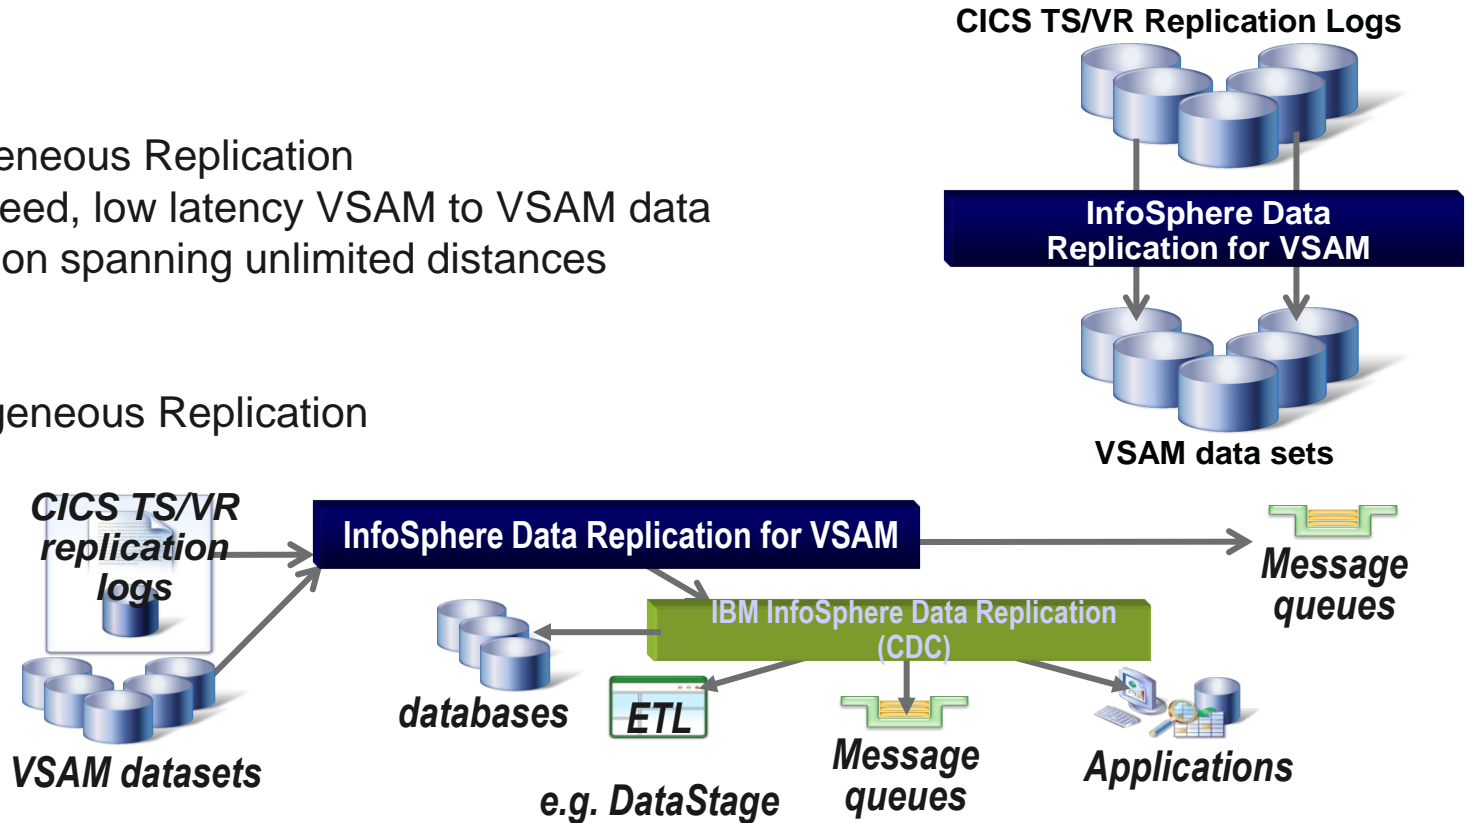 CICS TS/VR Replication Logs
eneous Replication
eed, low latency VSAM to VSAM data
on spanning unlimited distances
InfoSphere Data
Replication for VSAM
geneous Replication
VSAM data sets
CICS TS/VR
replication
logs
InfoSphere Data Replication for VSAM
Message
queues
IBM InfoSphere Data Replication
(CDC)
databases
ETL
VSAM datasets
e.g. DataStage
Message
queues
Applications